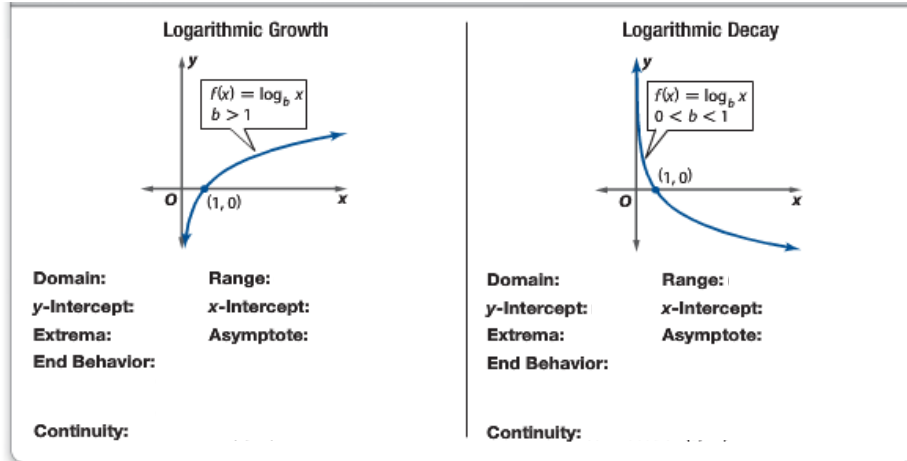 Logarithmic Growth
y
f(x) = log_b x
b > 1
O
(1, 0)
x
Domain: Range:
y-Intercept: x-Intercept:
Extrema: Asymptote:
End Behavior:
Continuity:
Logarithmic Decay
y
f(x) = log_b x
0 < b < 1
(1, 0)
O
x
Domain: Range:
y-Intercept: x-Intercept:
Extrema: Asymptote:
End Behavior:
Continuity: